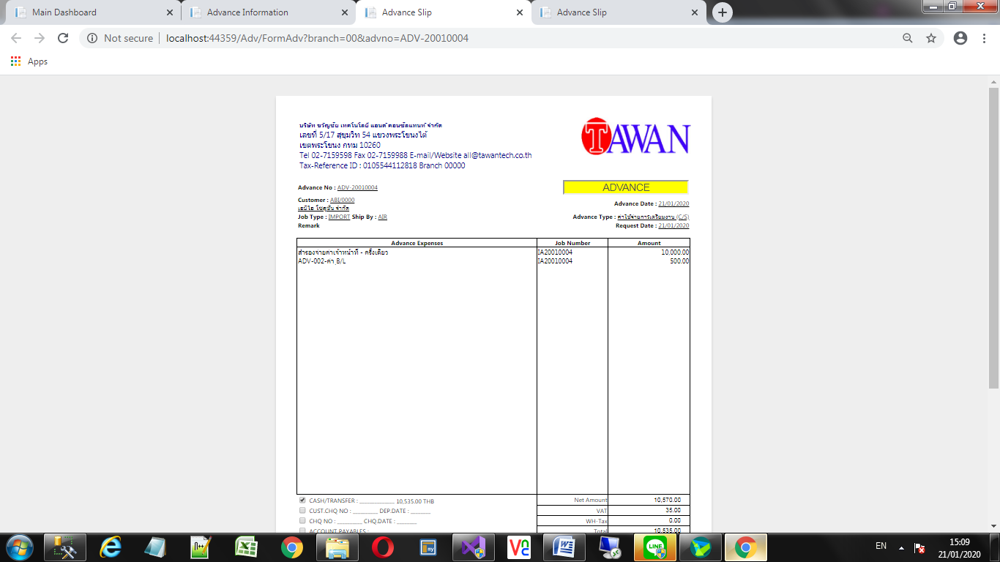 Main Dashboard
Advance Information
Advance Slip
Advance Slip
Not secure
localhost:44359/Adv/FormAdv?branch=00&advno=ADV-20010004
Apps
บริษัท ขวัญชัย เทคโนโลยี แอนด์ คอนซัลแทนท์ จำกัด
TAWAN
เลขที่ 5/17 สุขุมวิท 54 แขวงพระโขนงใต้
เขตพระโขนง กทม 10260
Tel 02-7159598 Fax 02-7159988 E-mail/Website all@tawantech.co.th
Tax-Reference ID : 0105544112818 Branch 00000
Advance No : ADV-20010004
ADVANCE
Customer : ABI/0000
Advance Date : 21/01/2020
เอบีไอ โซลูชั่น จำกัด
Job Type : IMPORT Ship By : AIR
Advance Type : ค่าใช้จ่ายการเตรียมงาน (C/S)
Remark
Request Date : 21/01/2020
Advance Expenses Job Number Amount
สำรองจ่ายค่าเจ้าหน้าที่ - ครั้งเดียว IA20010004 10,000.00
ADV-002-ค่า B/L IA20010004 500.00
CASH/TRANSFER : ____________ 10,535.00 THB
Net Amount 10,570.00
CUST.CHQ NO : _________ DEP.DATE : _______
VAT 35.00
CHQ NO : _________ CHQ.DATE : _______
WH-Tax 0.00
ACCOUNT PAYABLES :
Total 10,535.00
EN
15:09
21/01/2020